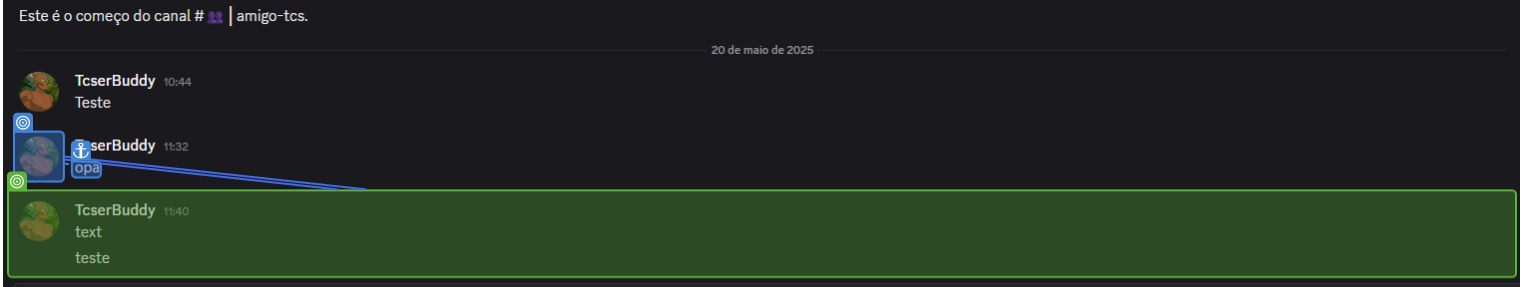 Este é o começo do canal # 👥 | amigo-tcs.
20 de maio de 2025
TcserBuddy 10:44
Teste
serBuddy 11:32
opa
TcserBuddy 11:40
text
teste